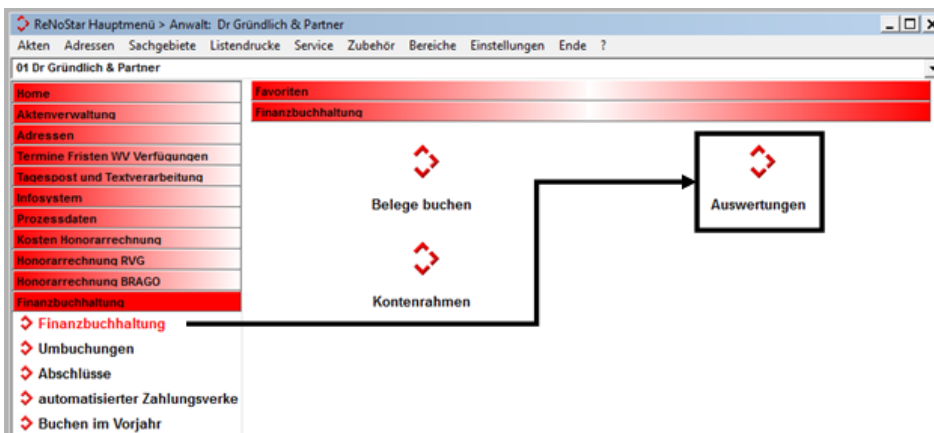 ReNoStar Hauptmenü > Anwalt: Dr Gründlich & Partner
Akten Adressen Sachgebiete Listendrucke Service Zubehör Bereiche Einstellungen Ende ?
01 Dr Gründlich & Partner
Home
Aktenverwaltung
Adressen
Termine Fristen WV Verfügungen
Tagespost und Textverarbeitung
Infosystem
Prozessdaten
Kosten Honorarrechnung
Honorarrechnung RVG
Honorarrechnung BRAGO
Finanzbuchhaltung
Finanzbuchhaltung
Umbuchungen
Abschlüsse
automatisierter Zahlungsverke
Buchen im Vorjahr
Favoriten
Finanzbuchhaltung
Belege buchen
Auswertungen
Kontenrahmen